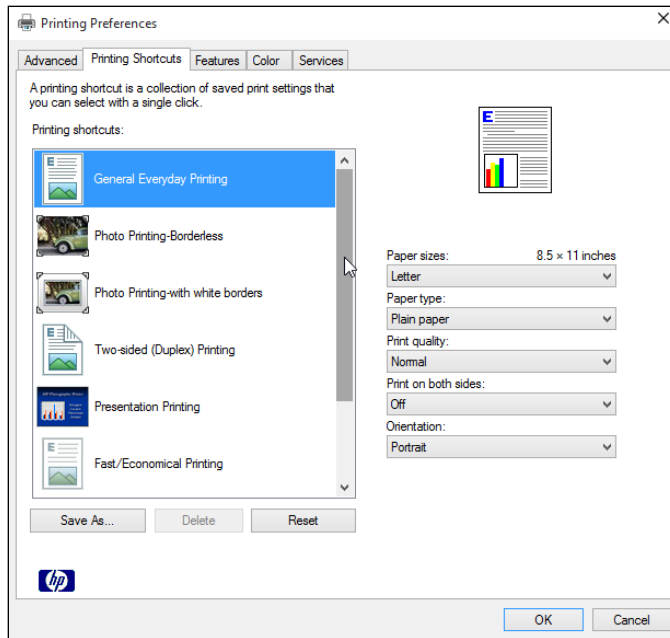 Printing Preferences
Advanced
Printing Shortcuts
Features
Color
Services
A printing shortcut is a collection of saved print settings that
you can select with a single click.
Printing shortcuts:
E
General Everyday Printing
Photo Printing-Borderless
Photo Printing-with white borders
E
Two-sided (Duplex) Printing
Presentation Printing
E
Fast/Economical Printing
Save As...
Delete
Reset
E
Paper sizes: 8.5 × 11 inches
Letter
Paper type:
Plain paper
Print quality:
Normal
Print on both sides:
Off
Orientation:
Portrait
hp
OK
Cancel